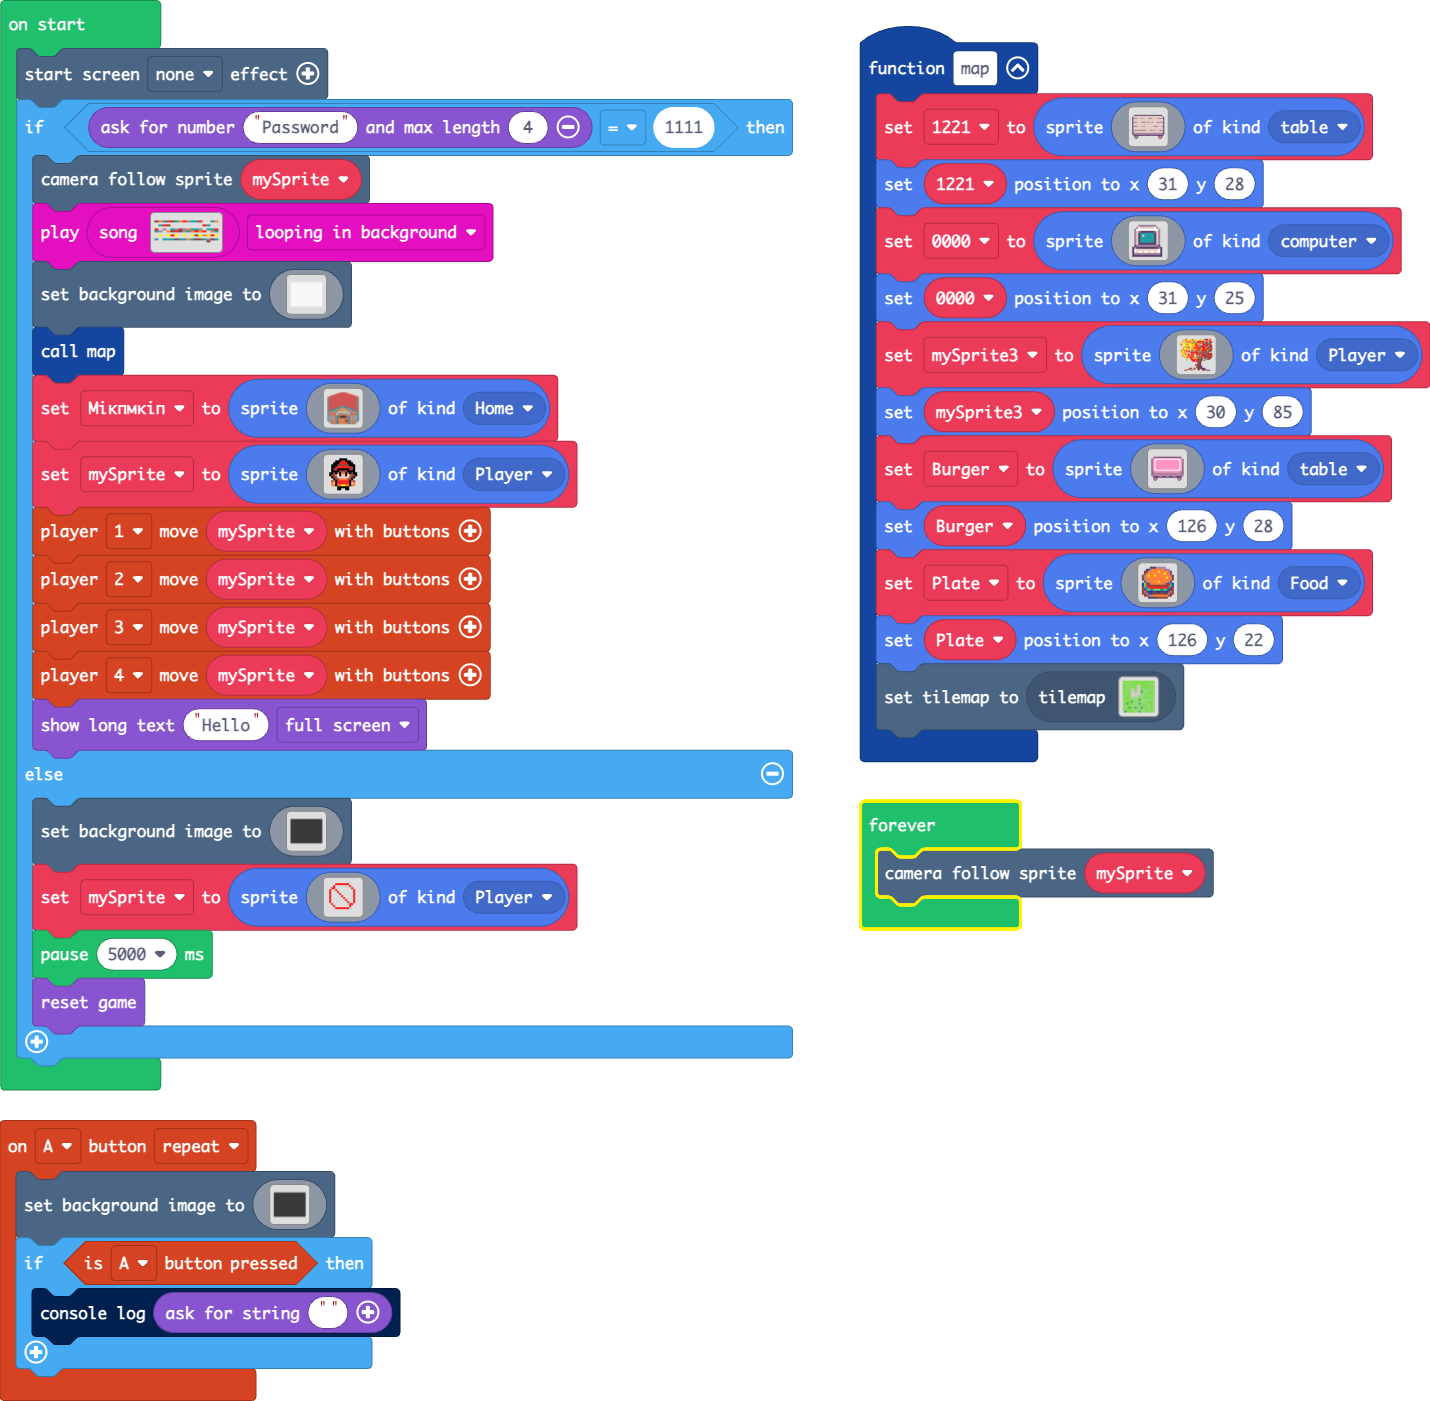 on start
start screen none effect
if ask for number "Password" and max length 4 = 1111 then
camera follow sprite mySprite
play song looping in background
set background image to
call map
set Мікпмкіп to sprite of kind Home
set mySprite to sprite of kind Player
player 1 move mySprite with buttons
player 2 move mySprite with buttons
player 3 move mySprite with buttons
player 4 move mySprite with buttons
show long text "Hello" full screen
else
set background image to
set mySprite to sprite of kind Player
pause 5000 ms
reset game
on A button repeat
set background image to
if is A button pressed then
console log ask for string " "
function map
set 1221 to sprite of kind table
set 1221 position to x 31 y 28
set 0000 to sprite of kind computer
set 0000 position to x 31 y 25
set mySprite3 to sprite of kind Player
set mySprite3 position to x 30 y 85
set Burger to sprite of kind table
set Burger position to x 126 y 28
set Plate to sprite of kind Food
set Plate position to x 126 y 22
set tilemap to tilemap
forever
camera follow sprite mySprite